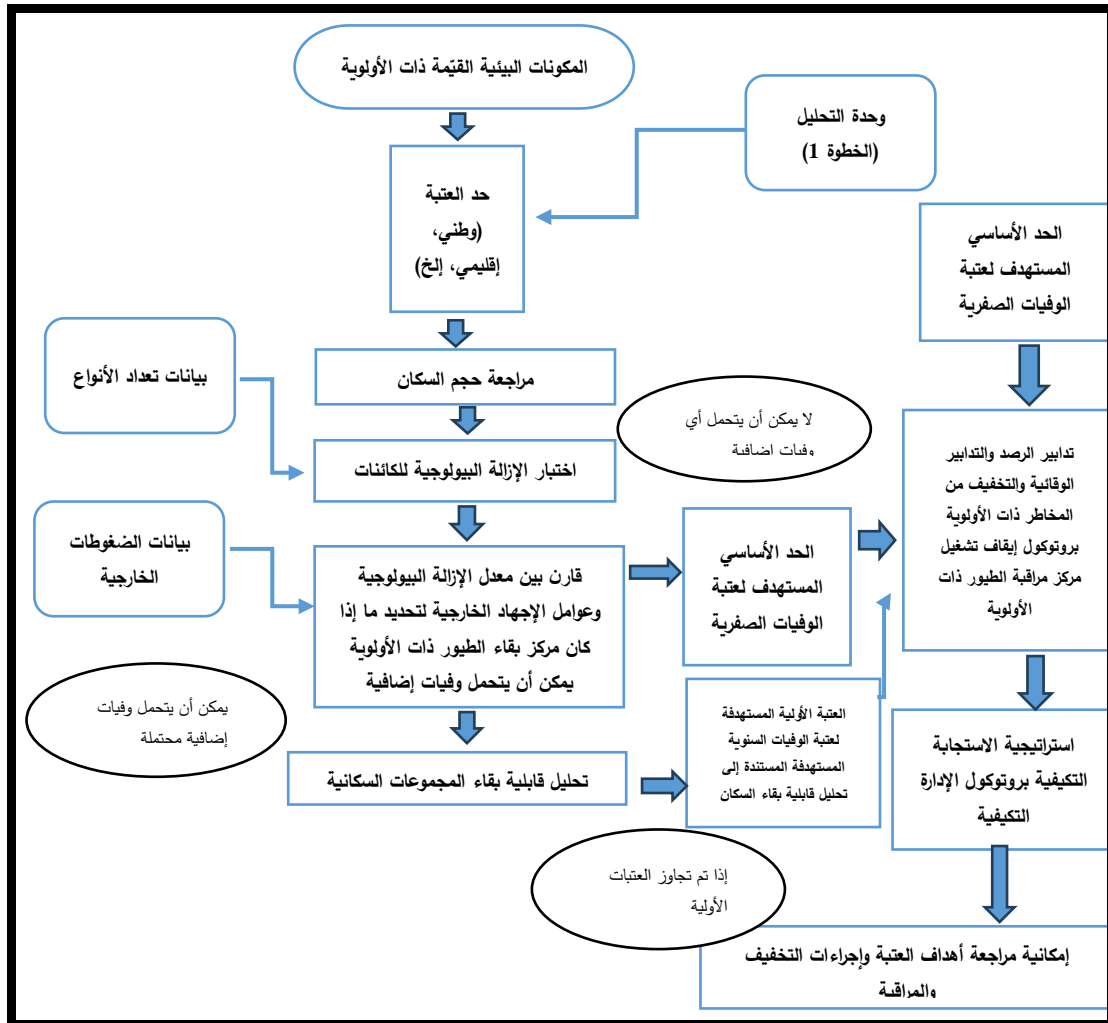 المكونات البيئية القيّمة ذات الأولوية
وحدة التحليل
(الخطوة 1)
حد العتبة
(وطني،
إقليمي، إلخ)
الحد الأساسي
المستهدف لعتبة
الوفيات الصفرية
بيانات تعداد الأنواع
مراجعة حجم السكان
لا يمكن أن يتحمل أي
وفيات اضافية
اختبار الإزالة البيولوجية للكائنات
تدابير الرصد والتدابير
الوقائية والتخفيف من
المخاطر ذات الأولوية
بروتوكول إيقاف تشغيل
مركز مراقبة الطيور ذات
الأولوية
بيانات الضغوطات
الخارجية
قارن بين معدل الإزالة البيولوجية
وعوامل الإجهاد الخارجية لتحديد ما إذا
كان مركز بقاء الطيور ذات الأولوية
يمكن أن يتحمل وفيات إضافية
الحد الأساسي
المستهدف لعتبة
الوفيات الصفرية
يمكن أن يتحمل وفيات
إضافية محتملة
العتبة الأولية المستهدفة
لعتبة الوفيات السنوية
المستهدفة المستندة إلى
تحليل قابلية بقاء السكان
تحليل قابلية بقاء المجموعات السكانية
استراتيجية الاستجابة
التكيفية بروتوكول الإدارة
التكيفية
إذا تم تجاوز العتبات
الأولية
إمكانية مراجعة أهداف العتبة وإجراءات التخفيف
والمراقبة